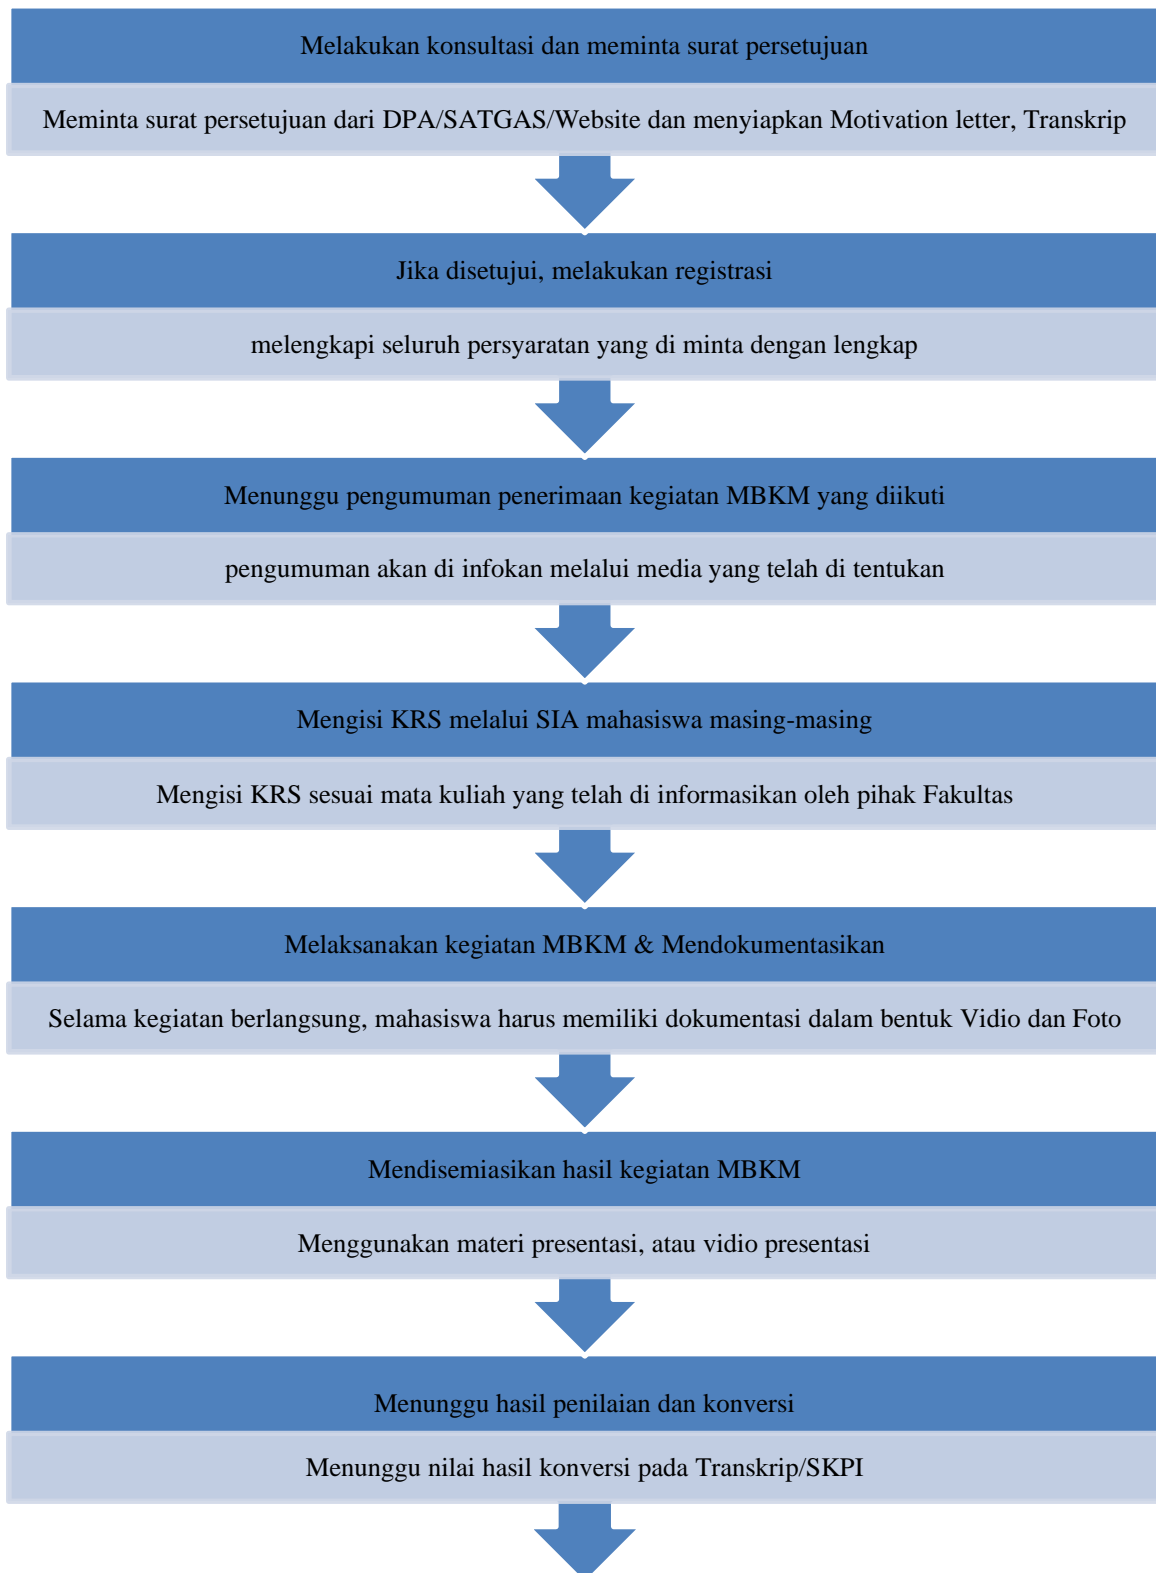 Melakukan konsultasi dan meminta surat persetujuan
Meminta surat persetujuan dari DPA/SATGAS/Website dan menyiapkan Motivation letter, Transkrip
Jika disetujui, melakukan registrasi
melengkapi seluruh persyaratan yang di minta dengan lengkap
Menunggu pengumuman penerimaan kegiatan MBKM yang diikuti
pengumuman akan di infokan melalui media yang telah di tentukan
Mengisi KRS melalui SIA mahasiswa masing-masing
Mengisi KRS sesuai mata kuliah yang telah di informasikan oleh pihak Fakultas
Melaksanakan kegiatan MBKM & Mendokumentasikan
Selama kegiatan berlangsung, mahasiswa harus memiliki dokumentasi dalam bentuk Vidio dan Foto
Mendisemiasikan hasil kegiatan MBKM
Menggunakan materi presentasi, atau vidio presentasi
Menunggu hasil penilaian dan konversi
Menunggu nilai hasil konversi pada Transkrip/SKPI